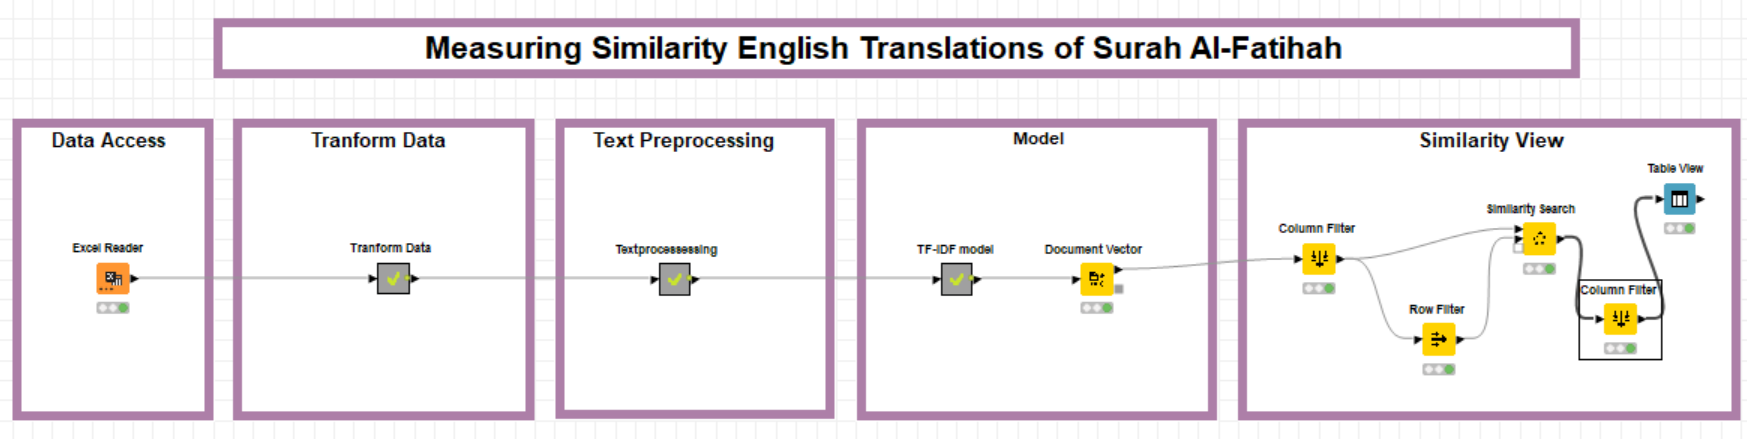 Measuring Similarity English Translations of Surah Al-Fatihah
Data Access
Excel Reader
Tranform Data
Tranform Data
Text Preprocessing
Textprocessessing
Model
TF-IDF model
Document Vector
Similarity View
Column Filter
Row Filter
Similarity Search
Column Filter
Table View